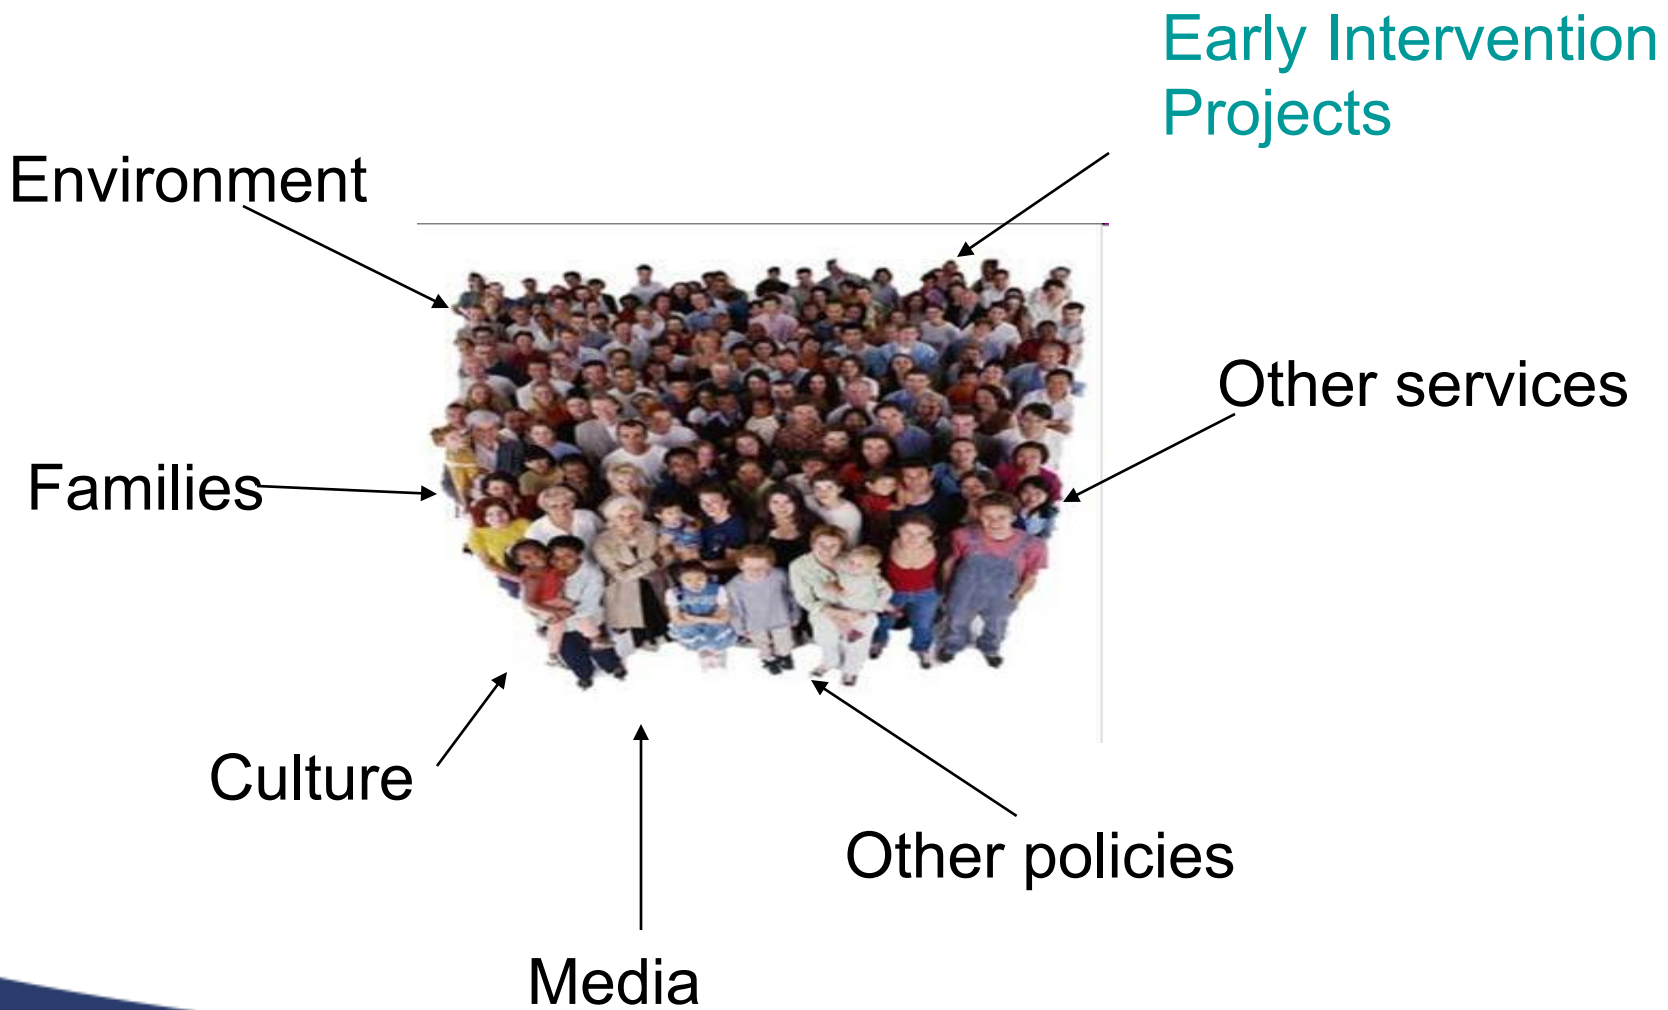 Early Intervention
Projects
Environment
Other services
Families
Culture
Other policies
Media